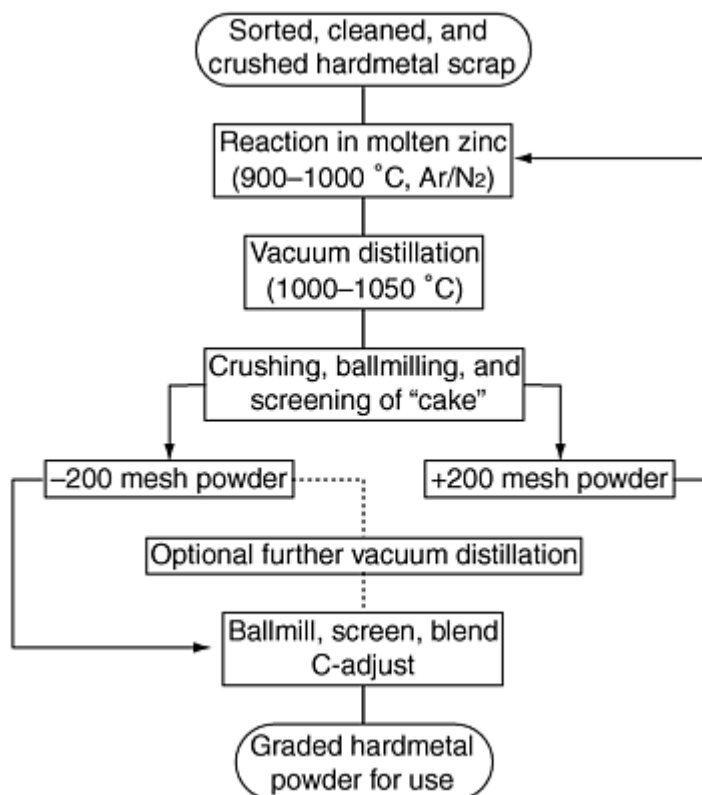 Sorted, cleaned, and
crushed hardmetal scrap
Reaction in molten zinc
(900–1000 ˚C, Ar/N₂)
Vacuum distillation
(1000–1050 ˚C)
Crushing, ballmilling, and
screening of “cake”
–200 mesh powder
+200 mesh powder
Optional further vacuum distillation
Ballmill, screen, blend
C-adjust
Graded hardmetal
powder for use